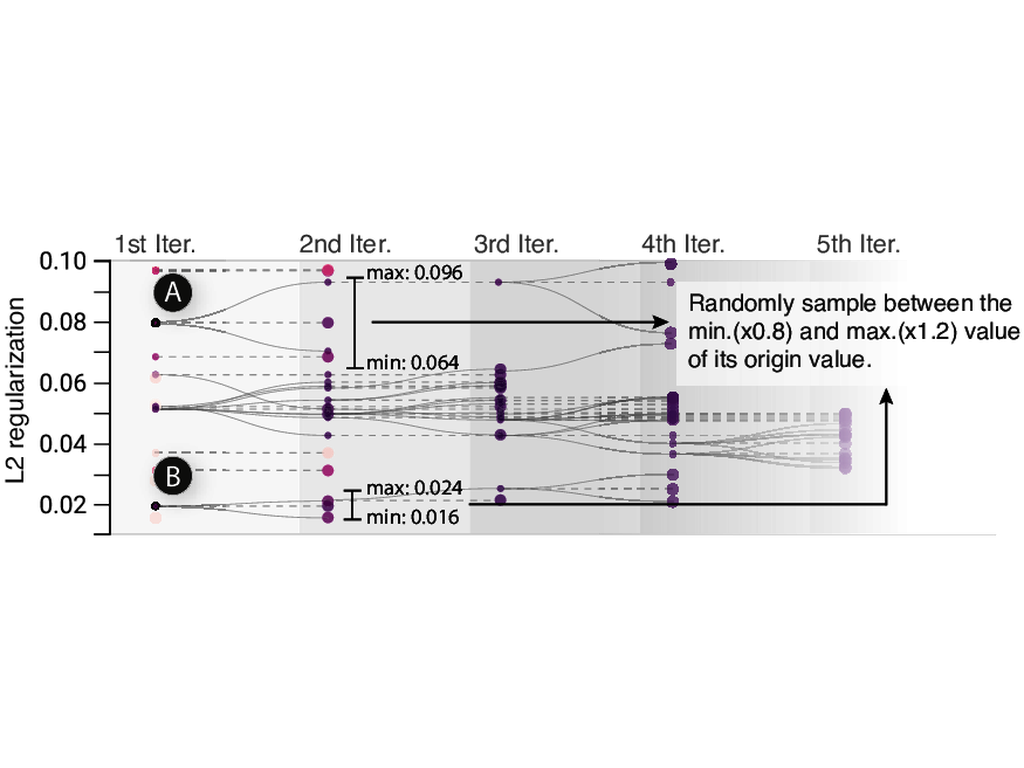 1st Iter. 2nd Iter. 3rd Iter. 4th Iter. 5th Iter.
L2 regularization
0.10
0.08
0.06
0.04
0.02
A
B
max: 0.096
min: 0.064
max: 0.024
min: 0.016
Randomly sample between the
min.(x0.8) and max.(x1.2) value
of its origin value.